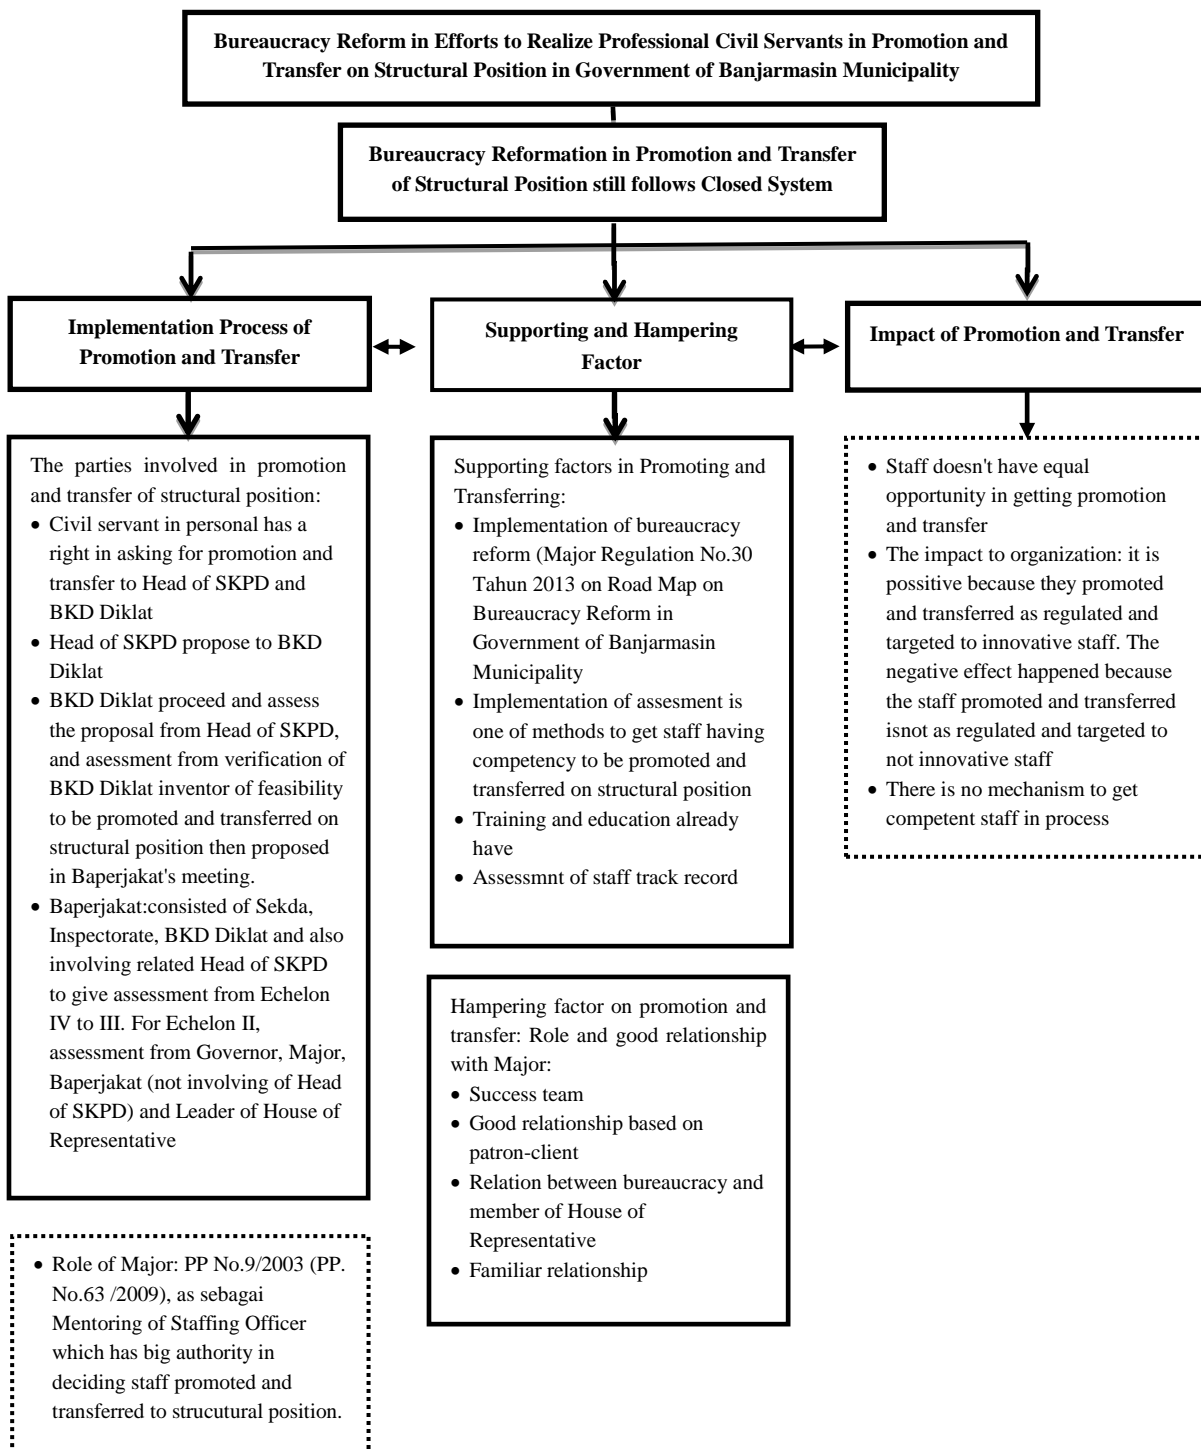 Bureaucracy Reform in Efforts to Realize Professional Civil Servants in Promotion and
Transfer on Structural Position in Government of Banjarmasin Municipality
Bureaucracy Reformation in Promotion and Transfer
of Structural Position still follows Closed System
Implementation Process of
Promotion and Transfer
Supporting and Hampering
Factor
Impact of Promotion and Transfer
The parties involved in promotion
and transfer of structural position:
• Civil servant in personal has a
right in asking for promotion and
transfer to Head of SKPD and
BKD Diklat
• Head of SKPD propose to BKD
Diklat
• BKD Diklat proceed and assess
the proposal from Head of SKPD,
and asessment from verification of
BKD Diklat inventor of feasibility
to be promoted and transferred on
structural position then proposed
in Baperjakat's meeting.
• Baperjakat:consisted of Sekda,
Inspectorate, BKD Diklat and also
involving related Head of SKPD
to give assessment from Echelon
IV to III. For Echelon II,
assessment from Governor, Major,
Baperjakat (not involving of Head
of SKPD) and Leader of House of
Representative
• Role of Major: PP No.9/2003 (PP.
No.63 /2009), as sebagai
Mentoring of Staffing Officer
which has big authority in
deciding staff promoted and
transferred to strucutural position.
Supporting factors in Promoting and
Transferring:
• Implementation of bureaucracy
reform (Major Regulation No.30
Tahun 2013 on Road Map on
Bureaucracy Reform in
Government of Banjarmasin
Municipality
• Implementation of assesment is
one of methods to get staff having
competency to be promoted and
transferred on structural position
• Training and education already
have
• Assessmnt of staff track record
Hampering factor on promotion and
transfer: Role and good relationship
with Major:
• Success team
• Good relationship based on
patron-client
• Relation between bureaucracy and
member of House of
Representative
• Familiar relationship
• Staff doesn't have equal
opportunity in getting promotion
and transfer
• The impact to organization: it is
possitive because they promoted
and transferred as regulated and
targeted to innovative staff. The
negative effect happened because
the staff promoted and transferred
isnot as regulated and targeted to
not innovative staff
• There is no mechanism to get
competent staff in process